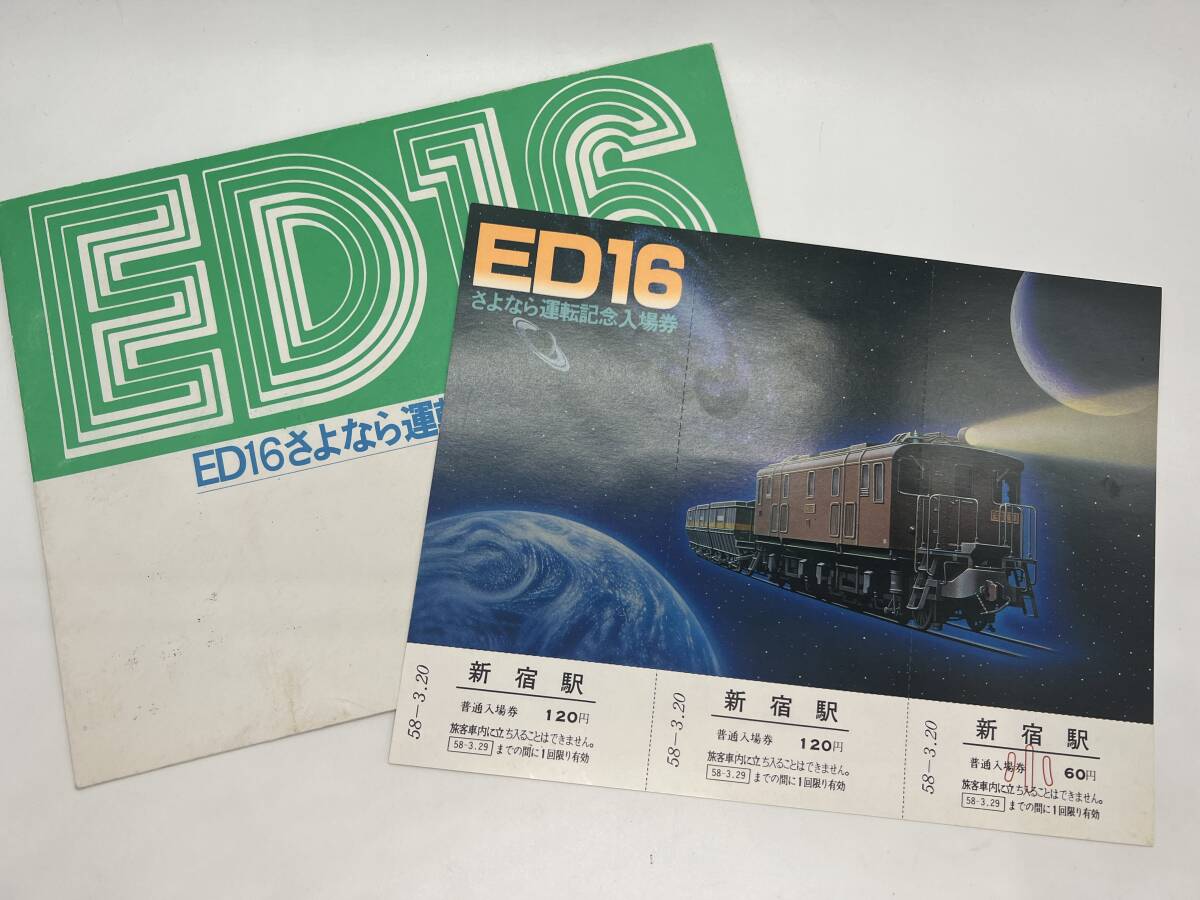 ED16
ED16さよなら運転
ED16
さよなら運転記念入場券
58-3.20
新宿駅
普通入場券 120円
旅客車内に立ち入ることはできません。
58-3.29 までの間に1回限り有効
58-3.20
新宿駅
普通入場券 120円
旅客車内に立ち入ることはできません。
58-3.29 までの間に1回限り有効
58-3.20
新宿駅
普通入場券 60円
小
旅客車内に立ち入ることはできません。
58-3.29 までの間に1回限り有効